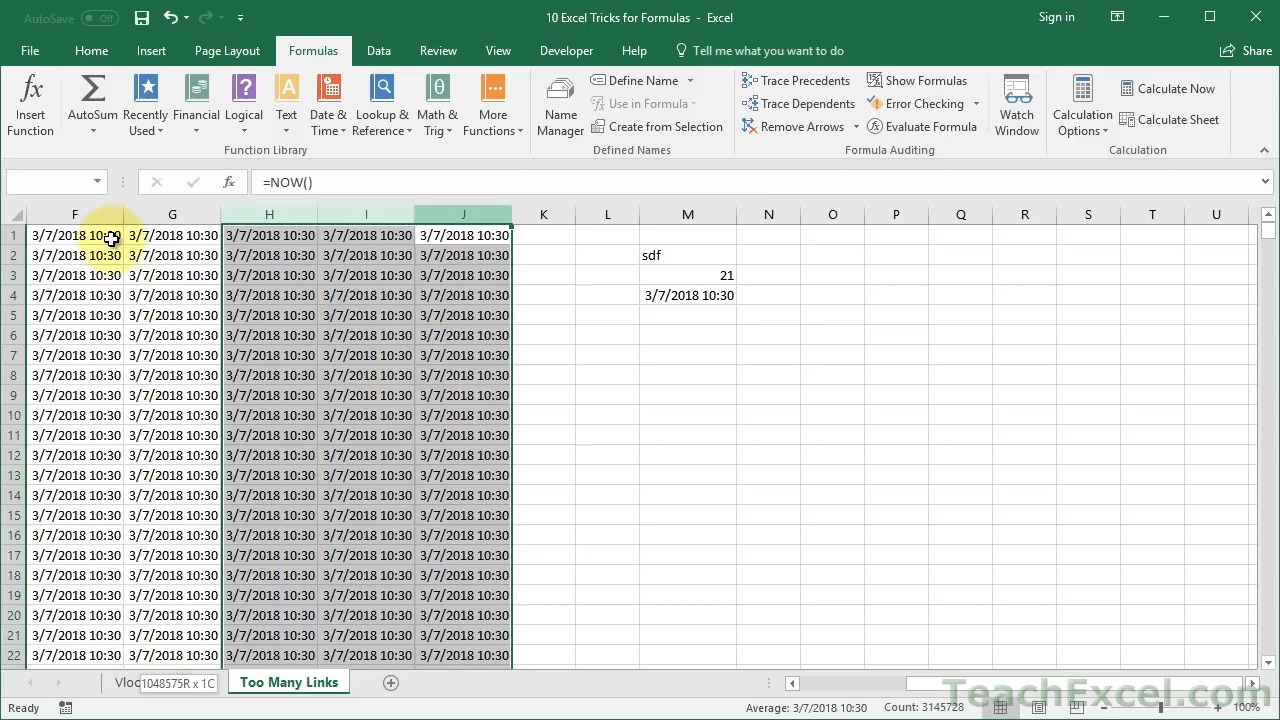 AutoSave Off 10 Excel Tricks for Formulas - Excel Sign in
File Home Insert Page Layout Formulas Data Review View Developer Help Tell me what you want to do Share
Insert Function AutoSum Recently Used Financial Logical Text Date & Time Lookup & Reference Math & Trig More Functions
Function Library
Name Manager Define Name Use in Formula Create from Selection
Defined Names
Trace Precedents Trace Dependents Remove Arrows Show Formulas Error Checking Evaluate Formula
Formula Auditing
Watch Window
Calculation Options Calculate Now Calculate Sheet
Calculation
fx =NOW()
F G H I J K L M N O P Q R S T U
1 3/7/2018 10:30 3/7/2018 10:30 3/7/2018 10:30 3/7/2018 10:30 3/7/2018 10:30
2 3/7/2018 10:30 3/7/2018 10:30 3/7/2018 10:30 3/7/2018 10:30 3/7/2018 10:30 sdf
3 3/7/2018 10:30 3/7/2018 10:30 3/7/2018 10:30 3/7/2018 10:30 3/7/2018 10:30 21
4 3/7/2018 10:30 3/7/2018 10:30 3/7/2018 10:30 3/7/2018 10:30 3/7/2018 10:30 3/7/2018 10:30
5 3/7/2018 10:30 3/7/2018 10:30 3/7/2018 10:30 3/7/2018 10:30 3/7/2018 10:30
6 3/7/2018 10:30 3/7/2018 10:30 3/7/2018 10:30 3/7/2018 10:30 3/7/2018 10:30
7 3/7/2018 10:30 3/7/2018 10:30 3/7/2018 10:30 3/7/2018 10:30 3/7/2018 10:30
8 3/7/2018 10:30 3/7/2018 10:30 3/7/2018 10:30 3/7/2018 10:30 3/7/2018 10:30
9 3/7/2018 10:30 3/7/2018 10:30 3/7/2018 10:30 3/7/2018 10:30 3/7/2018 10:30
10 3/7/2018 10:30 3/7/2018 10:30 3/7/2018 10:30 3/7/2018 10:30 3/7/2018 10:30
11 3/7/2018 10:30 3/7/2018 10:30 3/7/2018 10:30 3/7/2018 10:30 3/7/2018 10:30
12 3/7/2018 10:30 3/7/2018 10:30 3/7/2018 10:30 3/7/2018 10:30 3/7/2018 10:30
13 3/7/2018 10:30 3/7/2018 10:30 3/7/2018 10:30 3/7/2018 10:30 3/7/2018 10:30
14 3/7/2018 10:30 3/7/2018 10:30 3/7/2018 10:30 3/7/2018 10:30 3/7/2018 10:30
15 3/7/2018 10:30 3/7/2018 10:30 3/7/2018 10:30 3/7/2018 10:30 3/7/2018 10:30
16 3/7/2018 10:30 3/7/2018 10:30 3/7/2018 10:30 3/7/2018 10:30 3/7/2018 10:30
17 3/7/2018 10:30 3/7/2018 10:30 3/7/2018 10:30 3/7/2018 10:30 3/7/2018 10:30
18 3/7/2018 10:30 3/7/2018 10:30 3/7/2018 10:30 3/7/2018 10:30 3/7/2018 10:30
19 3/7/2018 10:30 3/7/2018 10:30 3/7/2018 10:30 3/7/2018 10:30 3/7/2018 10:30
20 3/7/2018 10:30 3/7/2018 10:30 3/7/2018 10:30 3/7/2018 10:30 3/7/2018 10:30
21 3/7/2018 10:30 3/7/2018 10:30 3/7/2018 10:30 3/7/2018 10:30 3/7/2018 10:30
22 3/7/2018 10:30 3/7/2018 10:30 3/7/2018 10:30 3/7/2018 10:30 3/7/2018 10:30
1048575R x 1C Too Many Links
TeachExcel.com
Ready Average: 3/7/2018 10:30 Count: 3145728 100%